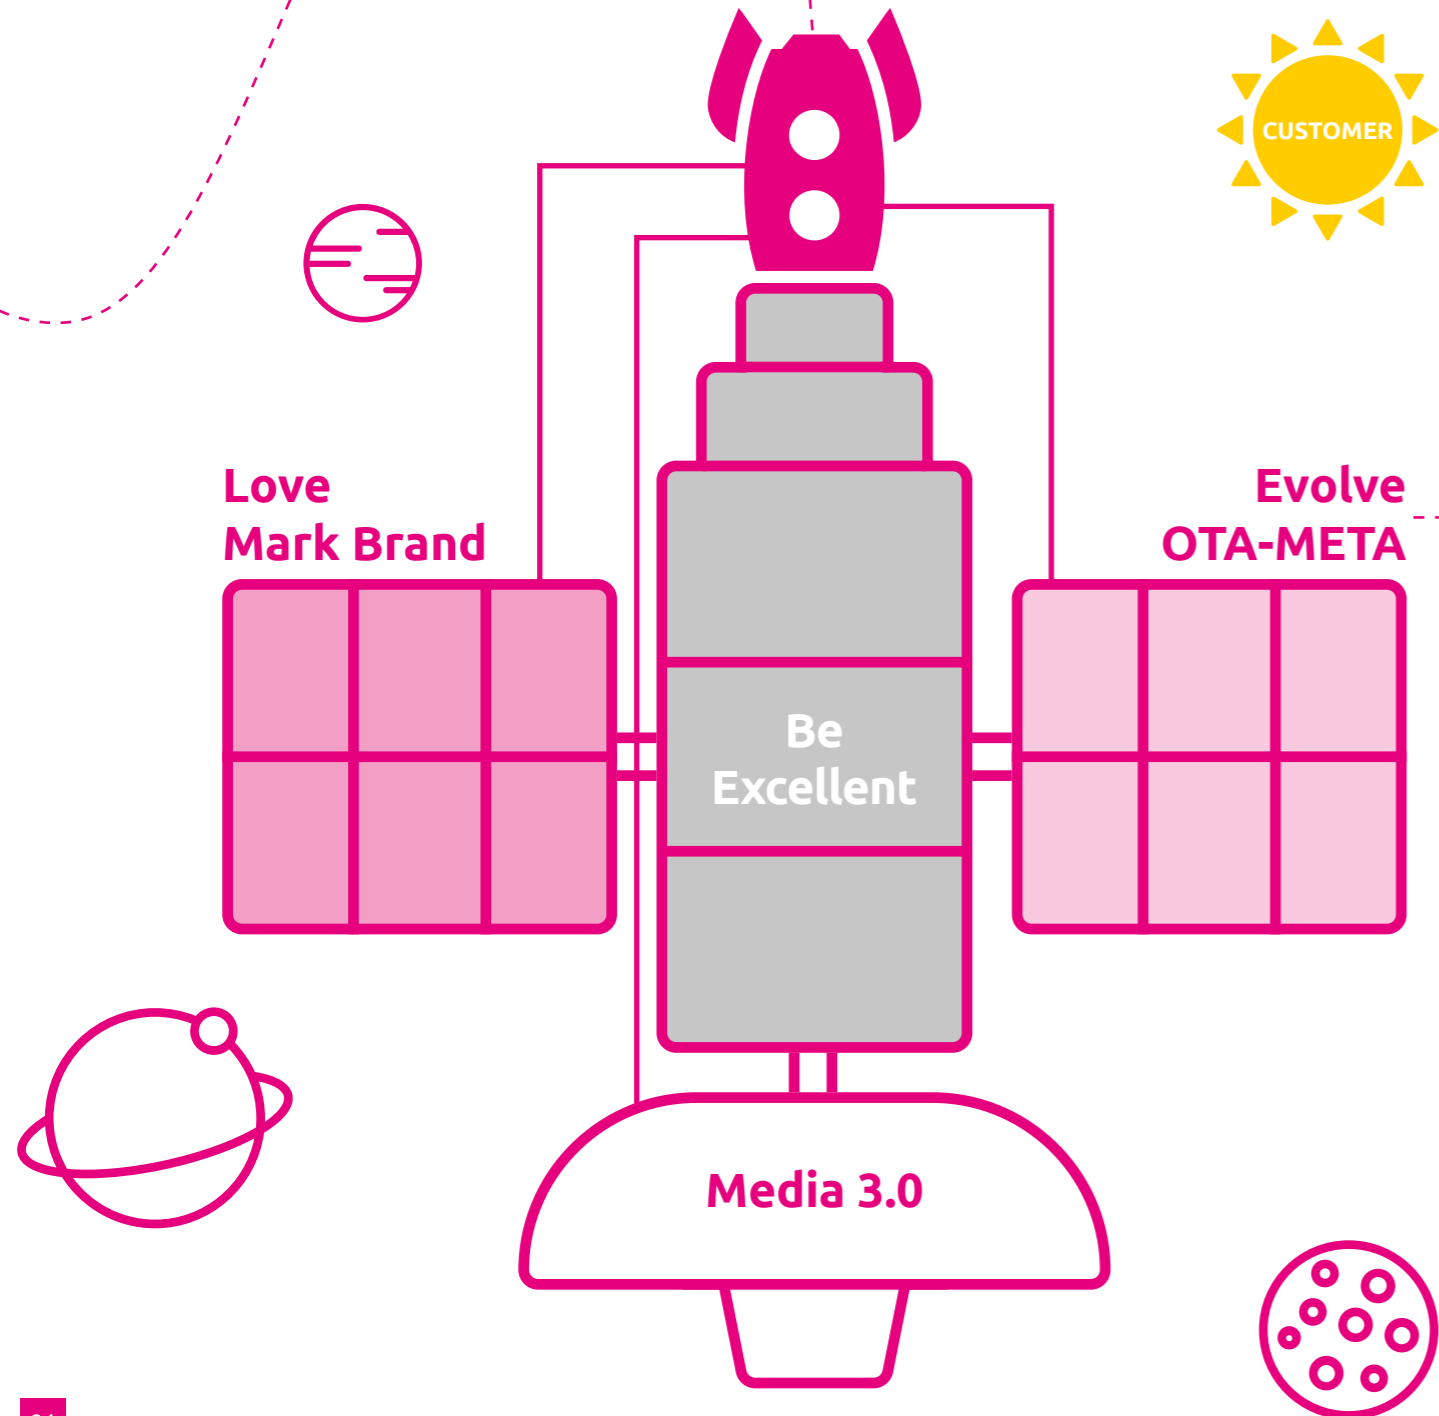 CUSTOMER
Love
Mark Brand
Evolve
OTA-META
Be
Excellent
Media 3.0